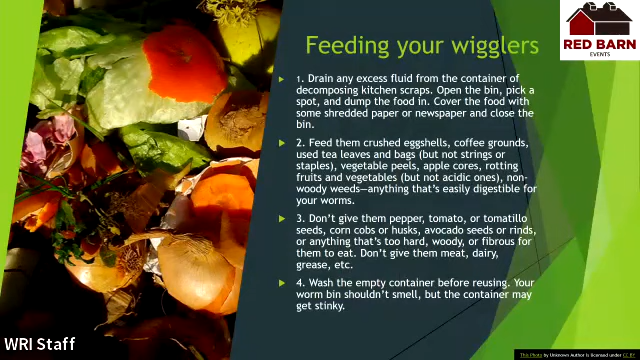 Feeding your wigglers
RED BARN
EVENTS
1. Drain any excess fluid from the container of
decomposing kitchen scraps. Open the bin, pick a
spot, and dump the food in. Cover the food with
some shredded paper or newspaper and close the
bin.
2. Feed them crushed eggshells, coffee grounds,
used tea leaves and bags (but not strings or
staples), vegetable peels, apple cores, rotting
fruits and vegetables (but not acidic ones), non-
woody weeds—anything that's easily digestible for
your worms.
3. Don't give them pepper, tomato, or tomatillo
seeds, corn cobs or husks, avocado seeds or rinds,
or anything that's too hard, woody, or fibrous for
them to eat. Don't give them meat, dairy,
grease, etc.
4. Wash the empty container before reusing. Your
worm bin shouldn't smell, but the container may
get stinky.
WRI Staff
This Photo by Unknown Author is licensed under CC BY